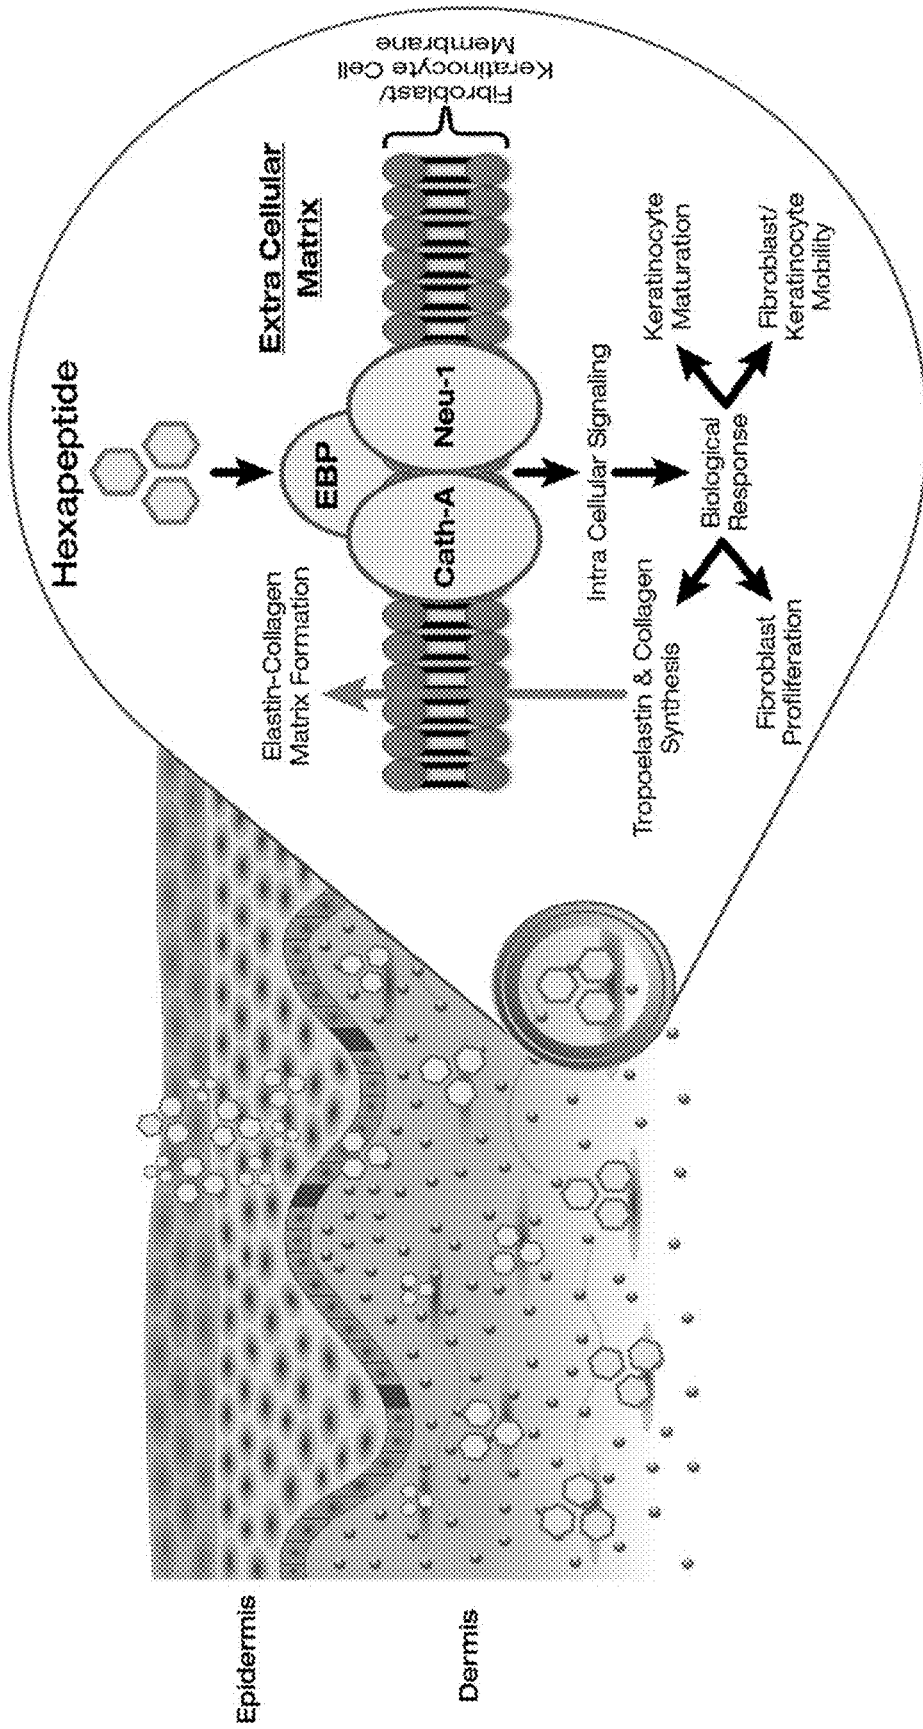 Epidermis
Dermis
Hexapeptide
Extra Cellular
Matrix
Elastin-Collagen
Matrix Formation
EBP
Cath-A
Neu-1
Fibroblast/
Keratinocyte Cell
Membrane
Intra Cellular Signaling
Tropoelastin & Collagen
Synthesis
Biological
Response
Keratinocyte
Maturation
Fibroblast
Profliferation
Fibroblast/
Keratinocyte
Mobility